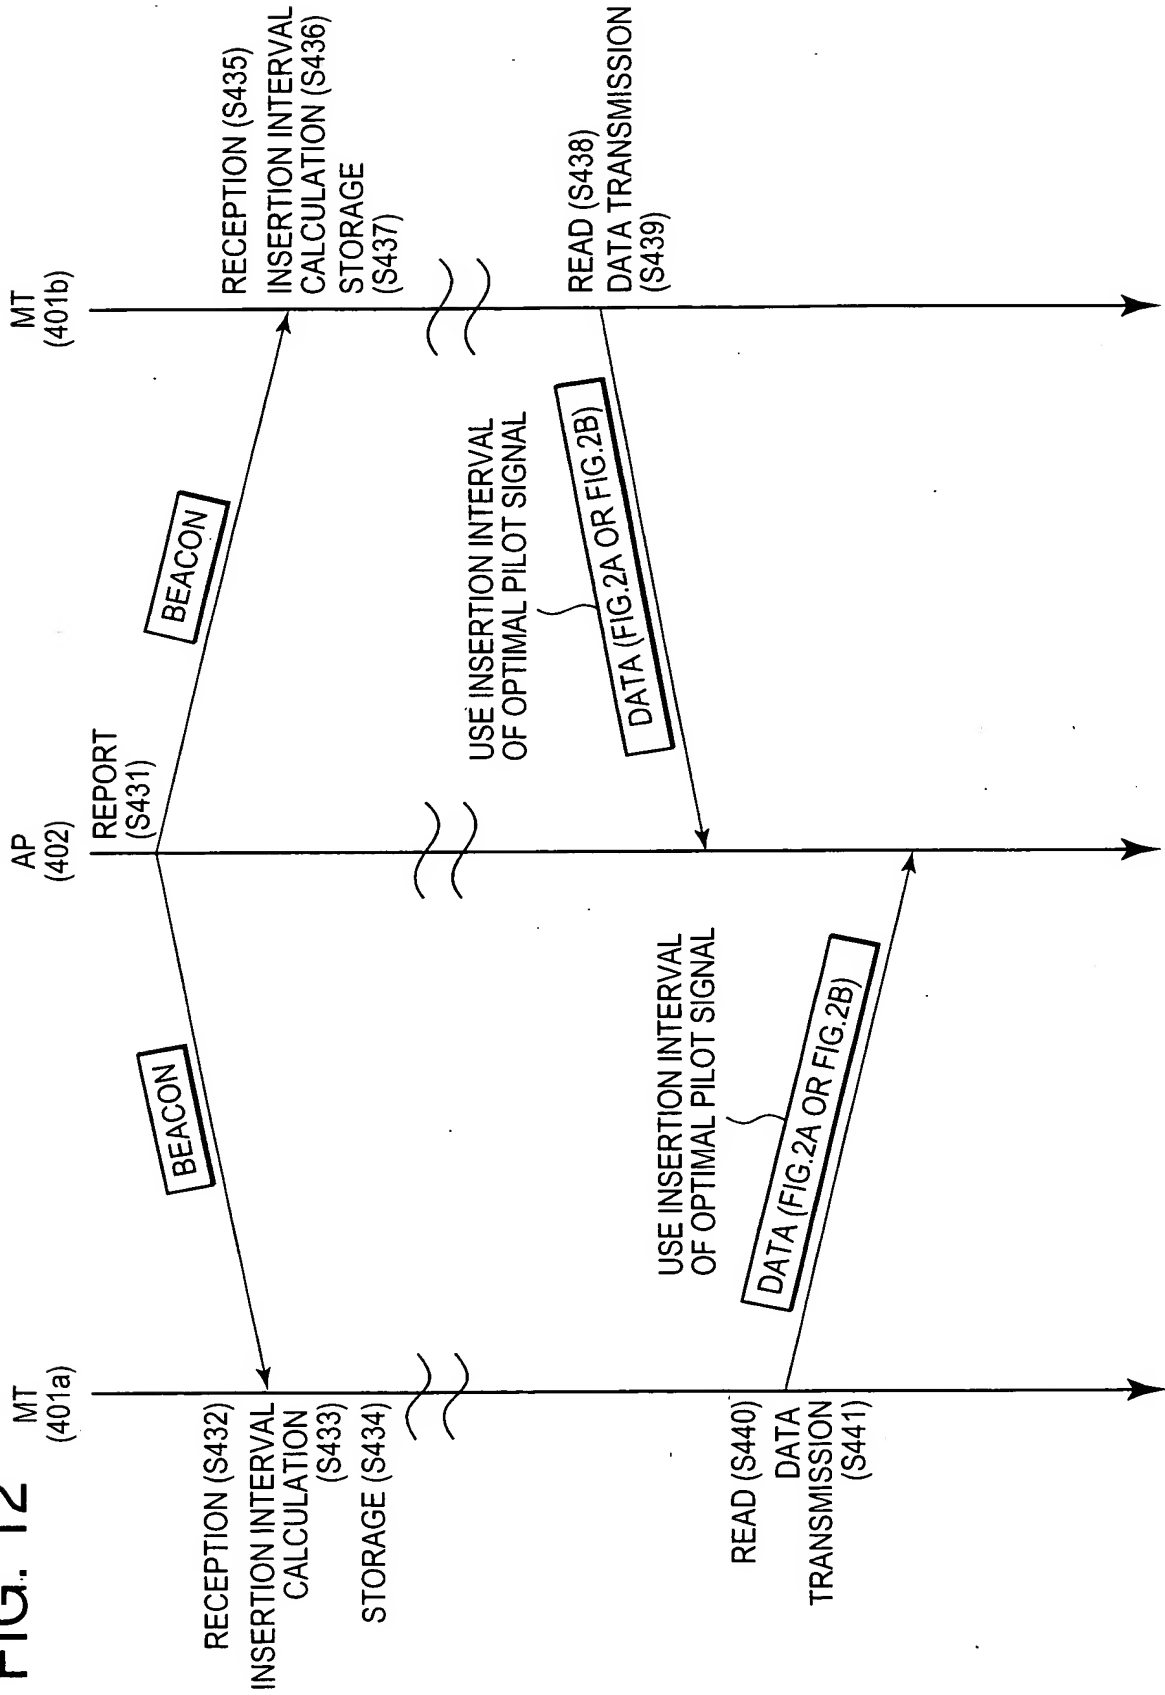 FIG. 12
MT
(401a)
AP
(402)
MT
(401b)
REPORT
(S431)
BEACON
BEACON
RECEPTION (S432)
INSERTION INTERVAL
CALCULATION
(S433)
STORAGE (S434)
RECEPTION (S435)
INSERTION INTERVAL
CALCULATION (S436)
STORAGE
(S437)
READ (S438)
DATA TRANSMISSION
(S439)
USE INSERTION INTERVAL
OF OPTIMAL PILOT SIGNAL
DATA (FIG.2A OR FIG.2B)
READ (S440)
DATA
TRANSMISSION
(S441)
USE INSERTION INTERVAL
OF OPTIMAL PILOT SIGNAL
DATA (FIG.2A OR FIG.2B)